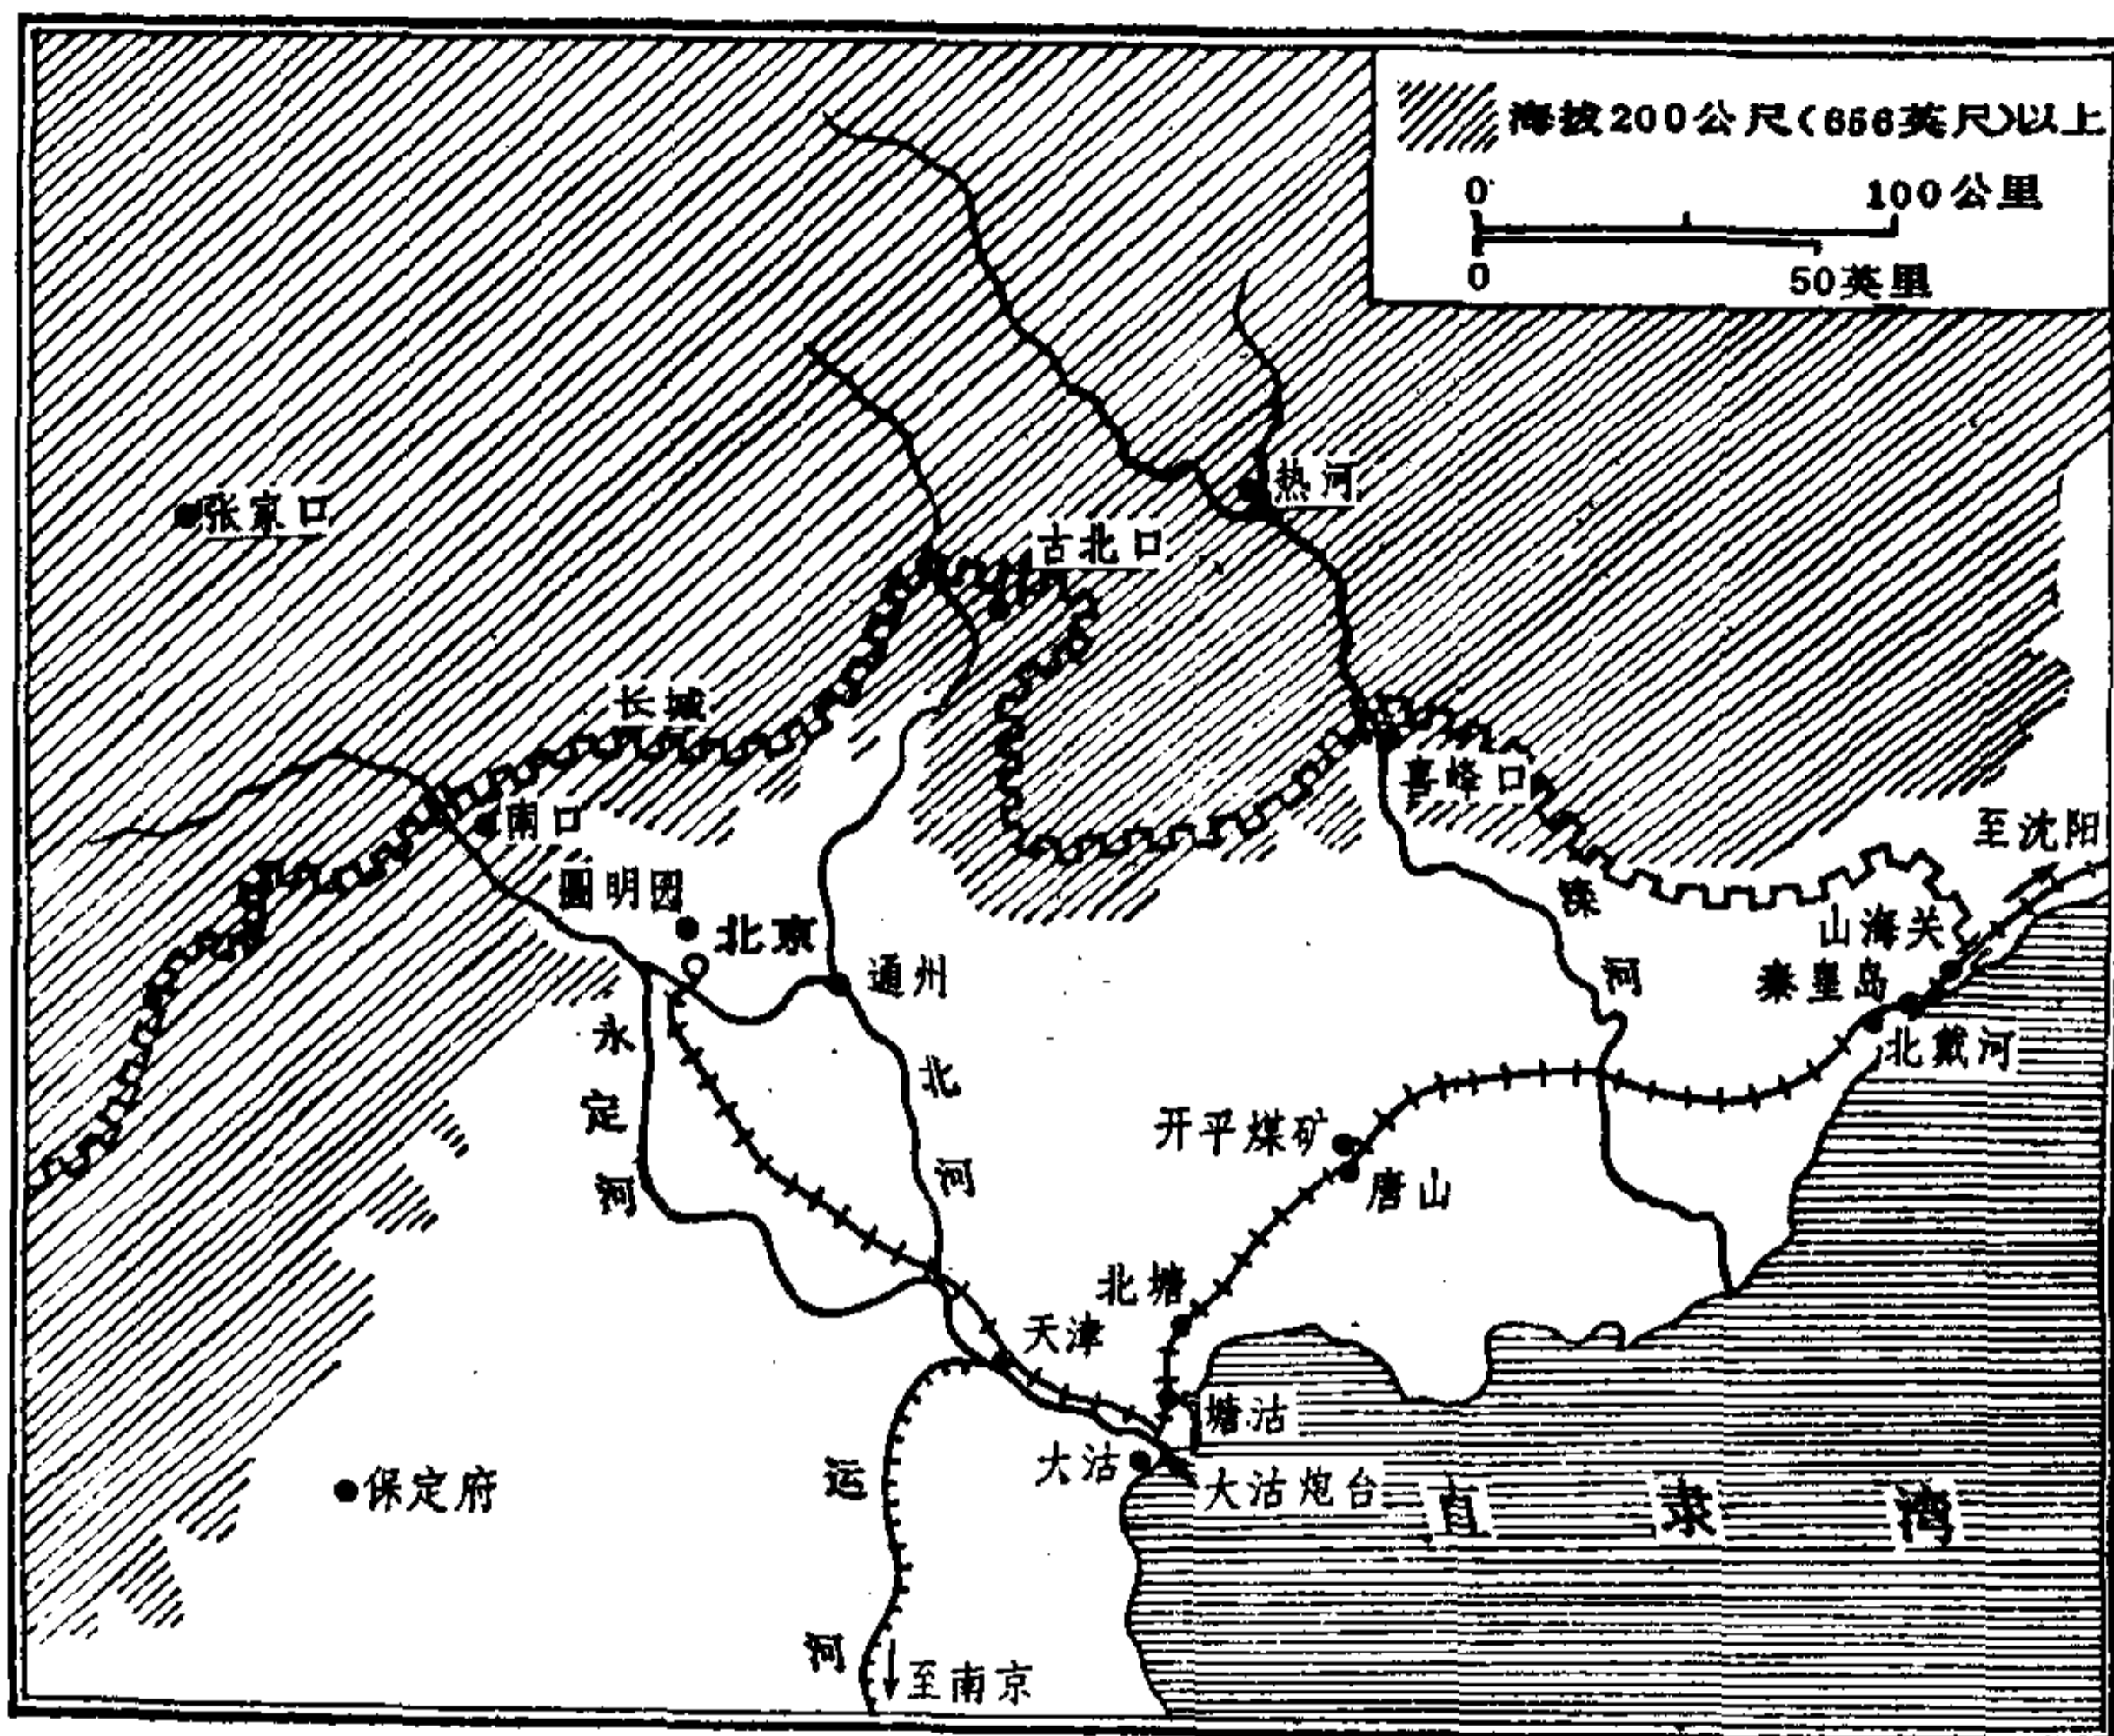 海拔200公尺(656英尺)以上
0 100公里
0 50英里
热河
张家口
古北口
长城
喜峰口
南口
至沈阳
圆明园
滦河
北京
山海关
通州
秦皇岛
永定河
北戴河
北河
开平煤矿
唐山
北塘
天津
塘沽
大沽
运河
保定府
大沽炮台
直隶湾
至南京